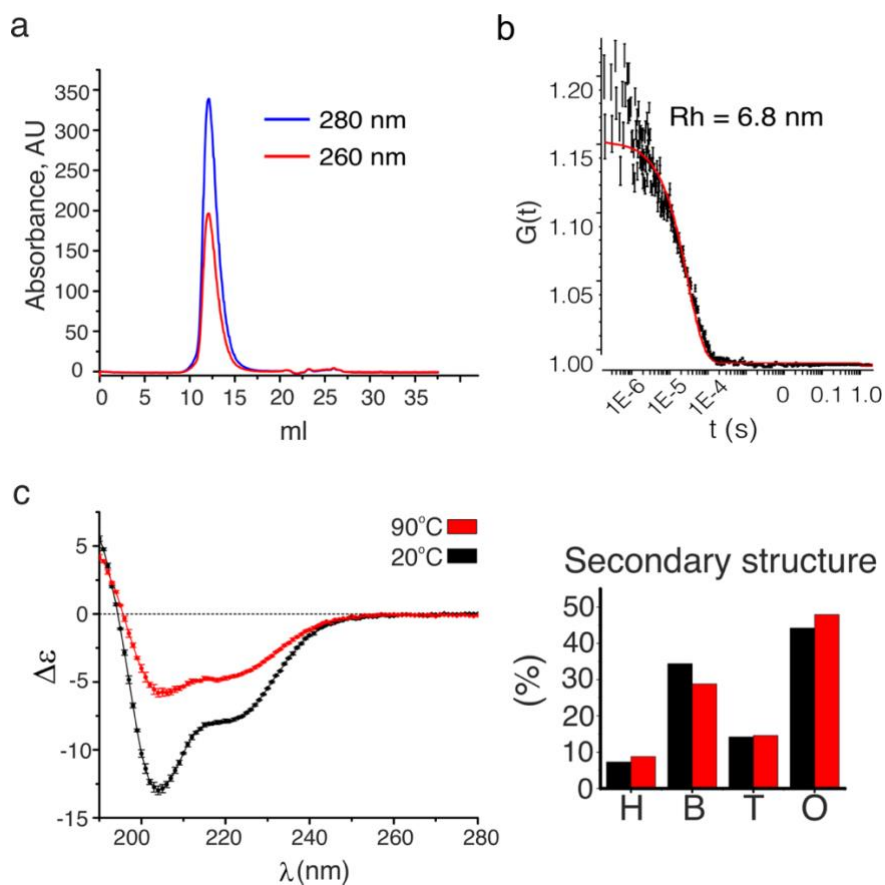 a
350
300
250
200
150
100
50
0
Absorbance, AU
280 nm
260 nm
0 5 10 15 20 25 30 35
ml
b
1.20
1.15
1.10
1.05
1.00
G(t)
Rh = 6.8 nm
1E-6 1E-5 1E-4 0 0.1 1.0
t (s)
c
5
0
-5
-10
-15
Δε
90°C
20°C
200 220 240 260 280
λ(nm)
Secondary structure
50
40
30
20
10
0
(%)
H B T O